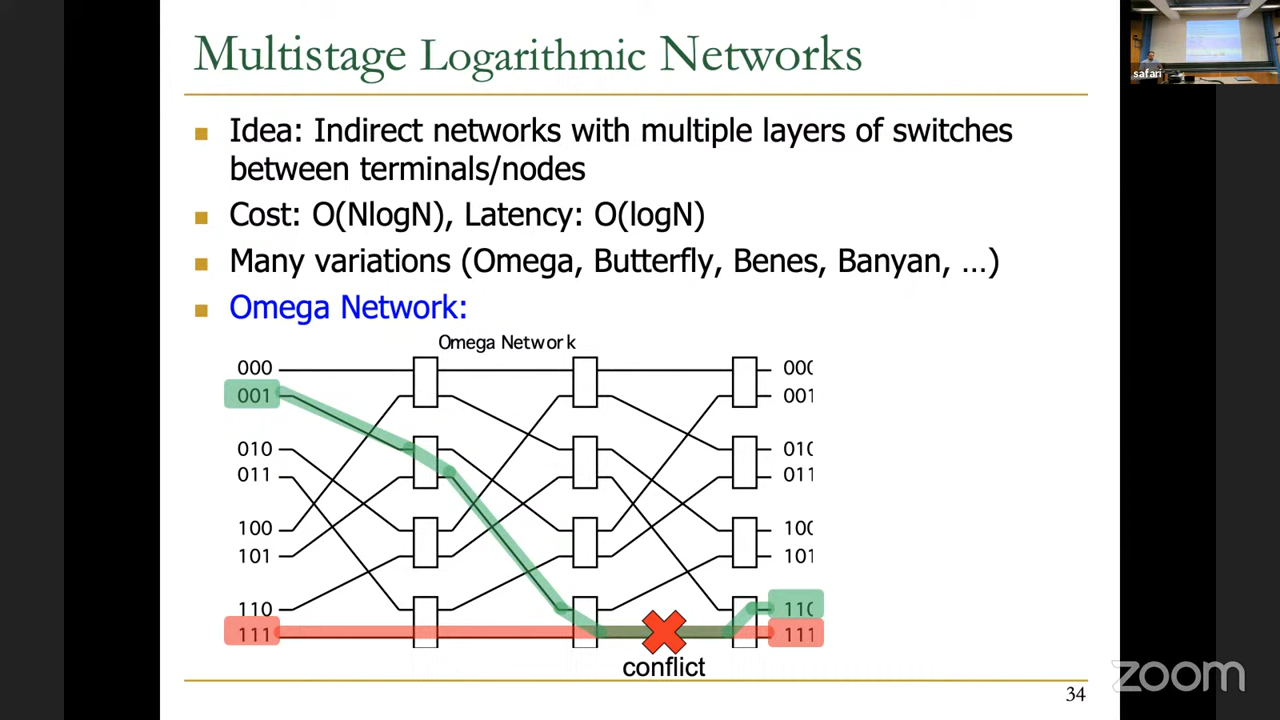 Multistage Logarithmic Networks
safari
Idea: Indirect networks with multiple layers of switches
between terminals/nodes
Cost: O(NlogN), Latency: O(logN)
Many variations (Omega, Butterfly, Benes, Banyan, …)
Omega Network:
Omega Network
000 000
001 001
010 010
011 011
100 100
101 101
110 110
111 111
conflict
34
zoom